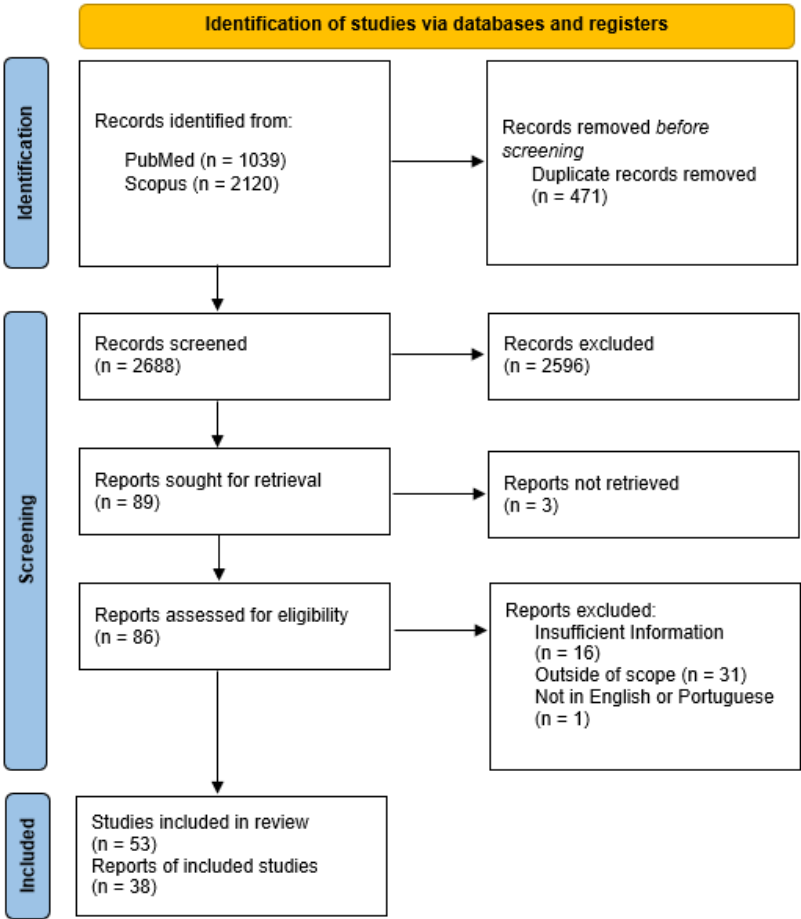 Identification of studies via databases and registers
Identification
Records identified from:
PubMed (n = 1039)
Scopus (n = 2120)
Records removed before
screening
Duplicate records removed
(n = 471)
Screening
Records screened
(n = 2688)
Records excluded
(n = 2596)
Reports sought for retrieval
(n = 89)
Reports not retrieved
(n = 3)
Reports assessed for eligibility
(n = 86)
Reports excluded:
Insufficient Information
(n = 16)
Outside of scope (n = 31)
Not in English or Portuguese
(n = 1)
Included
Studies included in review
(n = 53)
Reports of included studies
(n = 38)